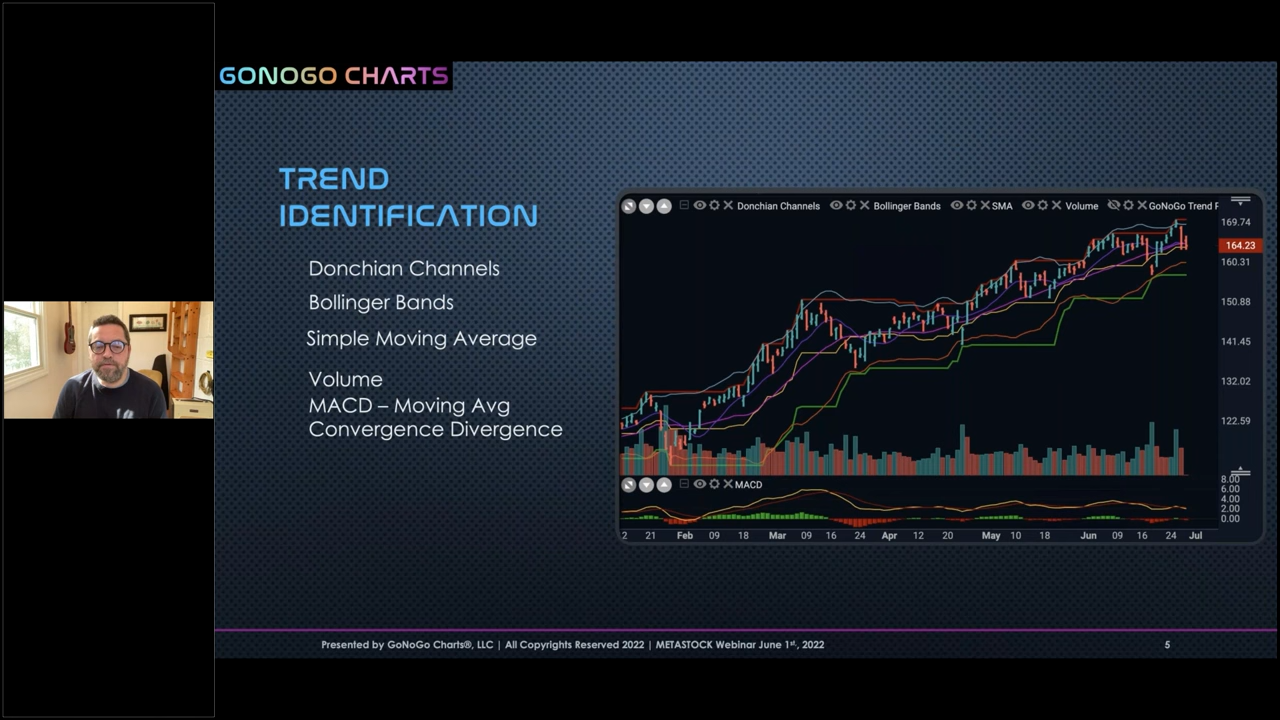 GONOGO CHARTS
TREND
IDENTIFICATION
Donchian Channels
Bollinger Bands
Simple Moving Average
Volume
MACD – Moving Avg
Convergence Divergence
Donchian Channels Bollinger Bands SMA Volume GoNoGo Trend
169.74
164.23
160.31
150.88
141.45
132.02
122.59
MACD
8.00
6.00
4.00
2.00
0.00
2 21 Feb 09 18 Mar 09 16 24 Apr 12 20 May 10 18 Jun 09 16 24 Jul
Presented by GoNoGo Charts®, LLC | All Copyrights Reserved 2022 | METASTOCK Webinar June 1st, 2022
5